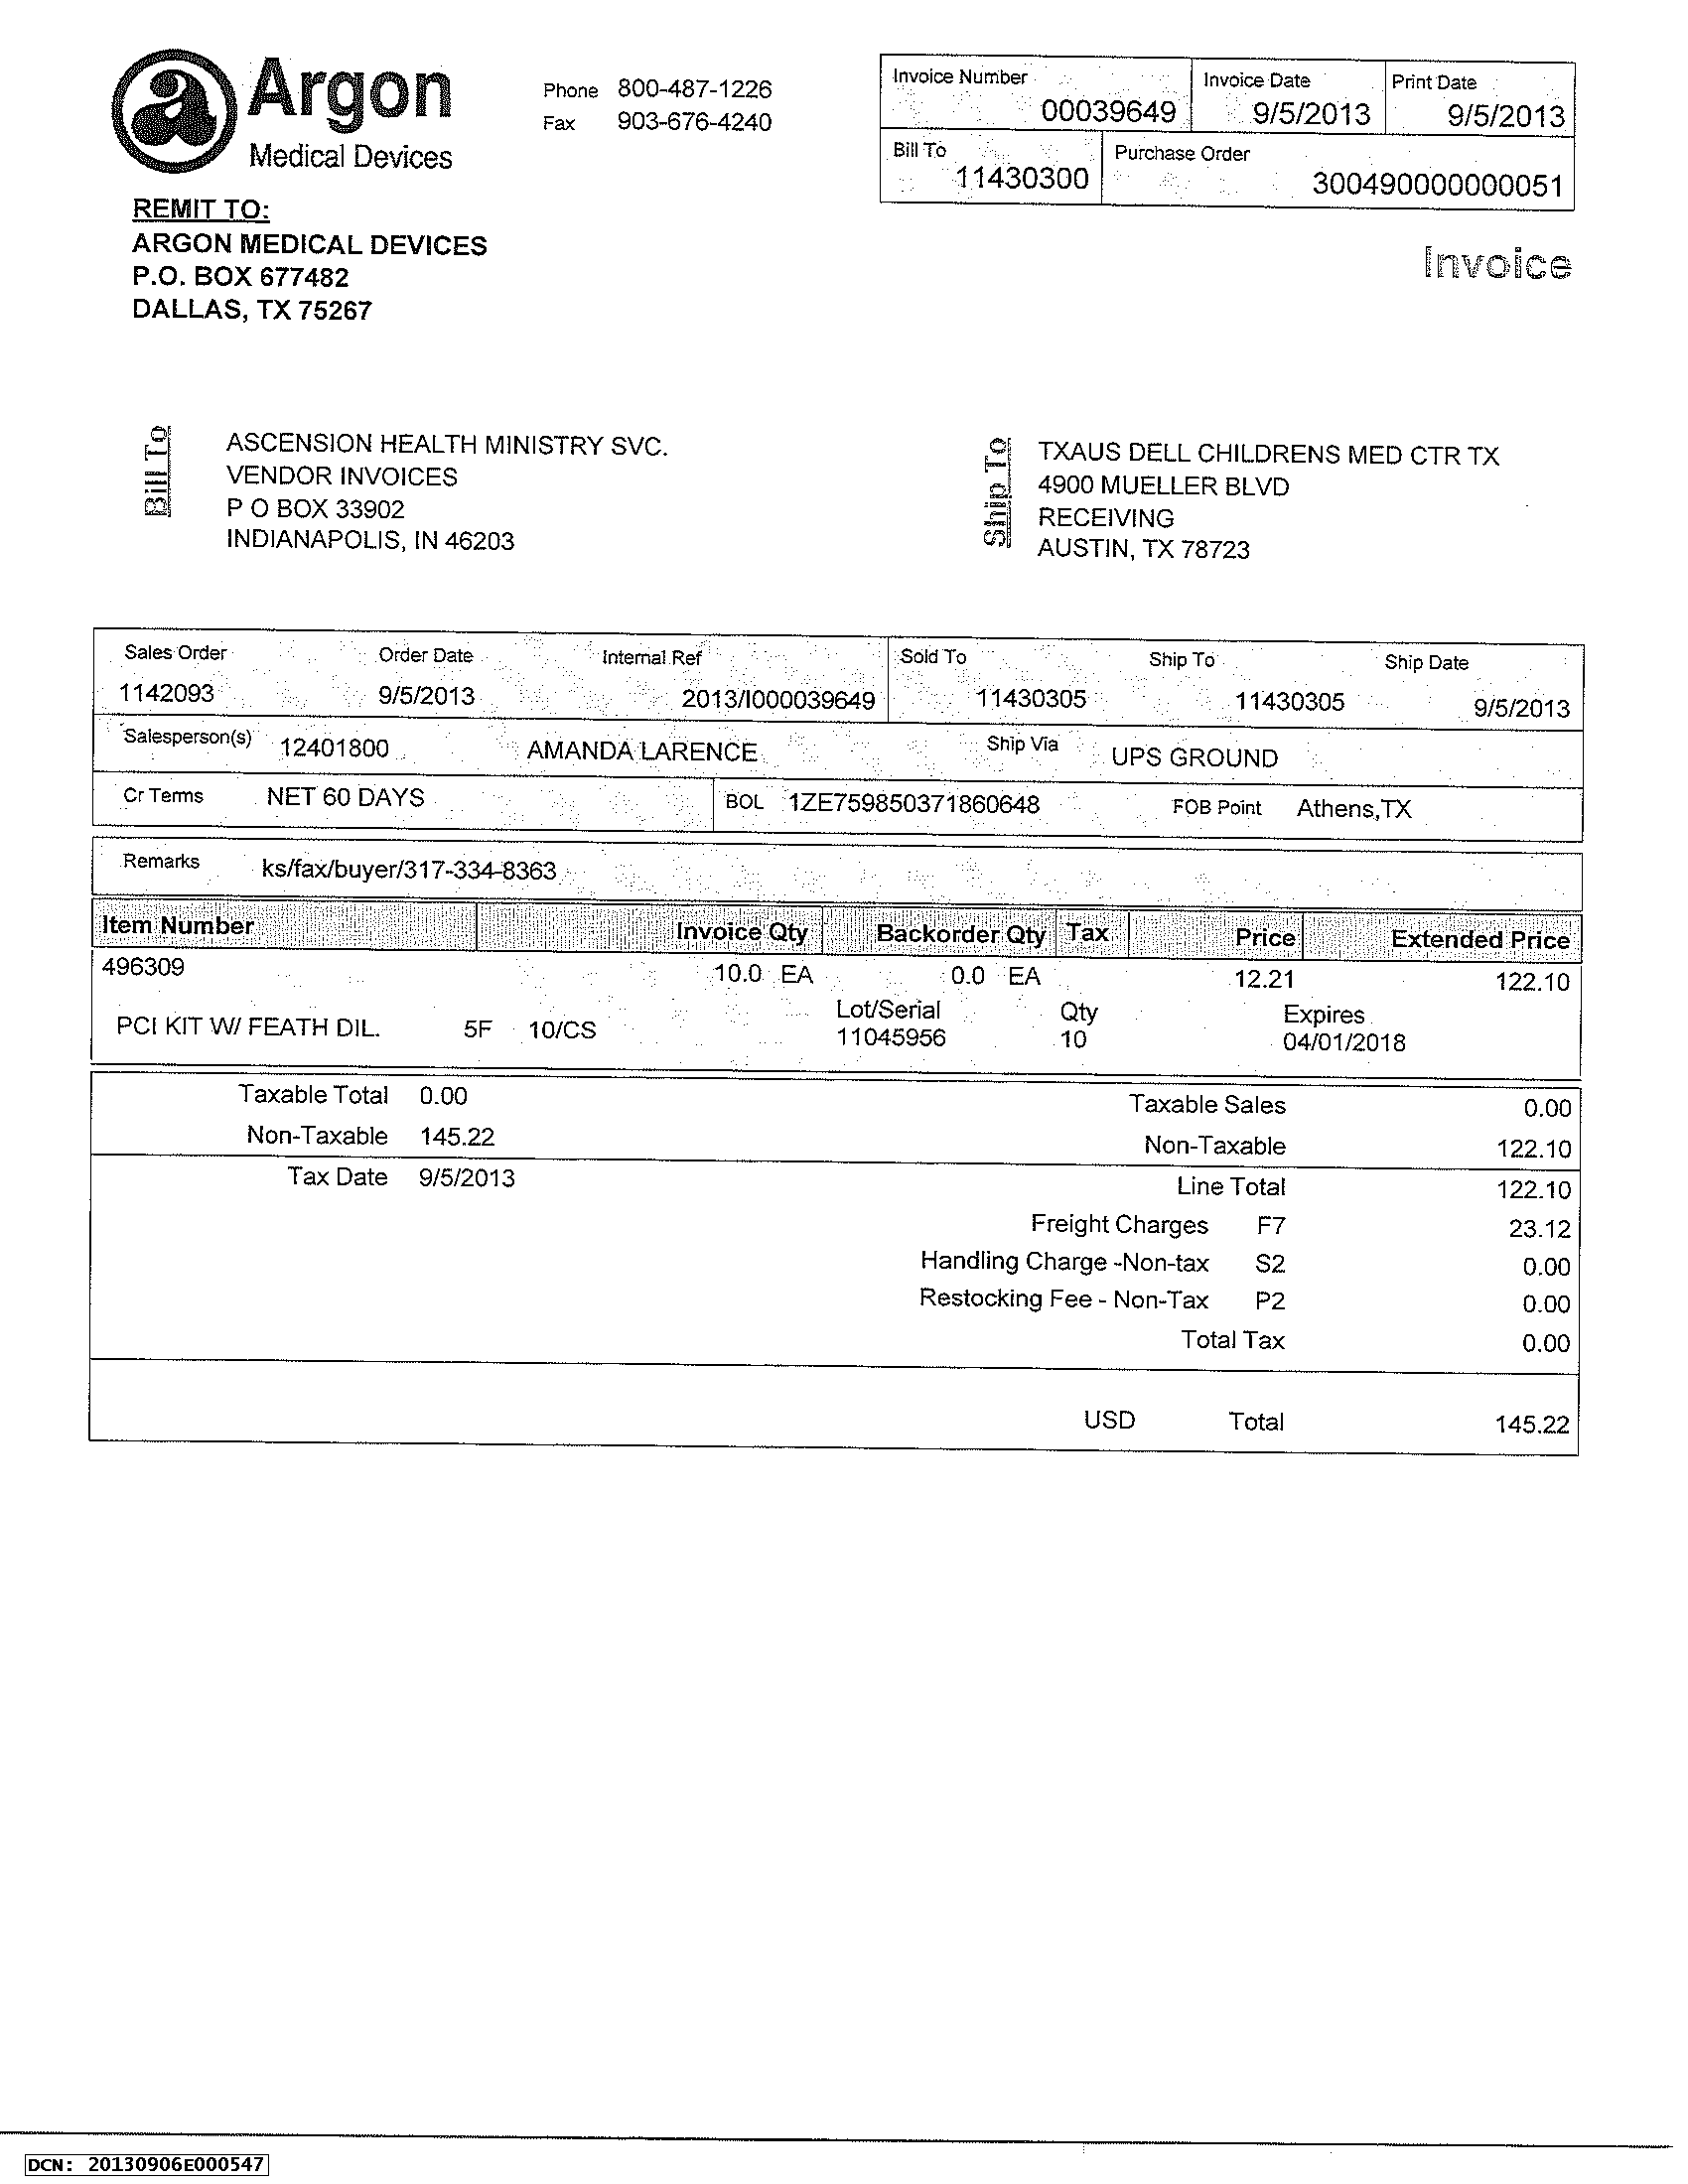 a Argon
Medical Devices
Phone 800-487-1226
Fax 903-676-4240
Invoice Number Invoice Date Print Date
00039649 9/5/2013 9/5/2013
Bill To Purchase Order
11430300 300490000000051
Invoice
REMIT TO:
ARGON MEDICAL DEVICES
P.O. BOX 677482
DALLAS, TX 75267
Bill To
ASCENSION HEALTH MINISTRY SVC.
VENDOR INVOICES
P O BOX 33902
INDIANAPOLIS, IN 46203
Ship To
TXAUS DELL CHILDRENS MED CTR TX
4900 MUELLER BLVD
RECEIVING
AUSTIN, TX 78723
Sales Order Order Date Internal Ref Sold To Ship To Ship Date
1142093 9/5/2013 2013/I000039649 11430305 11430305 9/5/2013
Salesperson(s) 12401800 AMANDA LARENCE Ship Via UPS GROUND
Cr Terms NET 60 DAYS BOL 1ZE759850371860648 FOB Point Athens,TX
Remarks ks/fax/buyer/317-334-8363
Item Number Invoice Qty Backorder Qty Tax Price Extended Price
496309 10.0 EA 0.0 EA 12.21 122.10
Lot/Serial Qty Expires
PCI KIT W/ FEATH DIL. 5F 10/CS 11045956 10 04/01/2018
Taxable Total 0.00 Taxable Sales 0.00
Non-Taxable 145.22 Non-Taxable 122.10
Tax Date 9/5/2013 Line Total 122.10
Freight Charges F7 23.12
Handling Charge -Non-tax S2 0.00
Restocking Fee - Non-Tax P2 0.00
Total Tax 0.00
USD Total 145.22
DCN: 20130906E000547